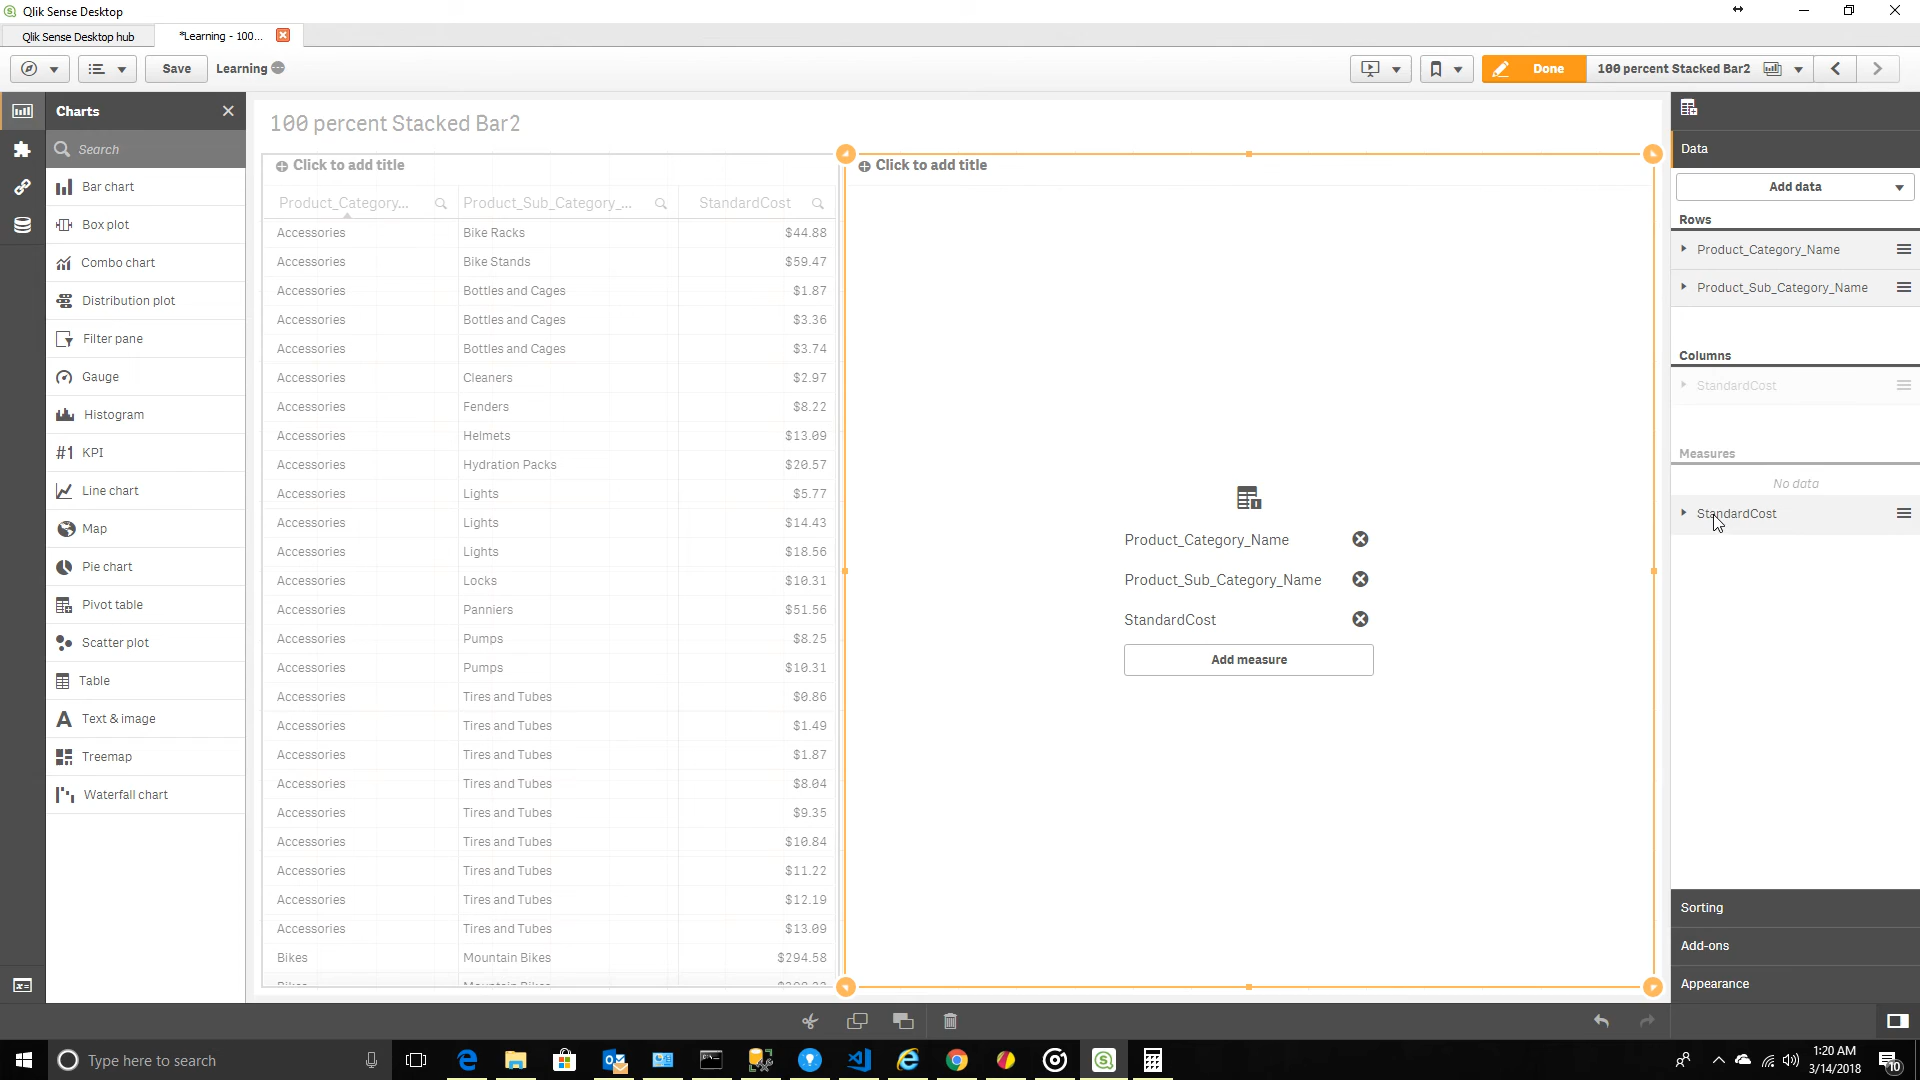 Qlik Sense Desktop
Qlik Sense Desktop hub
*Learning - 100...
Save
Learning
Done
100 percent Stacked Bar2
Charts
Search
Bar chart
Box plot
Combo chart
Distribution plot
Filter pane
Gauge
Histogram
#1 KPI
Line chart
Map
Pie chart
Pivot table
Scatter plot
Table
A Text & image
Treemap
Waterfall chart
100 percent Stacked Bar2
Click to add title
Product_Category... Product_Sub_Category_... StandardCost
Accessories Bike Racks $44.88
Accessories Bike Stands $59.47
Accessories Bottles and Cages $1.87
Accessories Bottles and Cages $3.36
Accessories Bottles and Cages $3.74
Accessories Cleaners $2.97
Accessories Fenders $8.22
Accessories Helmets $13.09
Accessories Hydration Packs $20.57
Accessories Lights $5.77
Accessories Lights $14.43
Accessories Lights $18.56
Accessories Locks $10.31
Accessories Panniers $51.56
Accessories Pumps $8.25
Accessories Pumps $10.31
Accessories Tires and Tubes $0.86
Accessories Tires and Tubes $1.49
Accessories Tires and Tubes $1.87
Accessories Tires and Tubes $8.04
Accessories Tires and Tubes $9.35
Accessories Tires and Tubes $10.84
Accessories Tires and Tubes $11.22
Accessories Tires and Tubes $12.19
Accessories Tires and Tubes $13.09
Bikes Mountain Bikes $294.58
Click to add title
Product_Category_Name
Product_Sub_Category_Name
StandardCost
Add measure
Data
Add data
Rows
Product_Category_Name
Product_Sub_Category_Name
Columns
StandardCost
Measures
No data
StandardCost
Sorting
Add-ons
Appearance
Type here to search
1:20 AM
3/14/2018
10